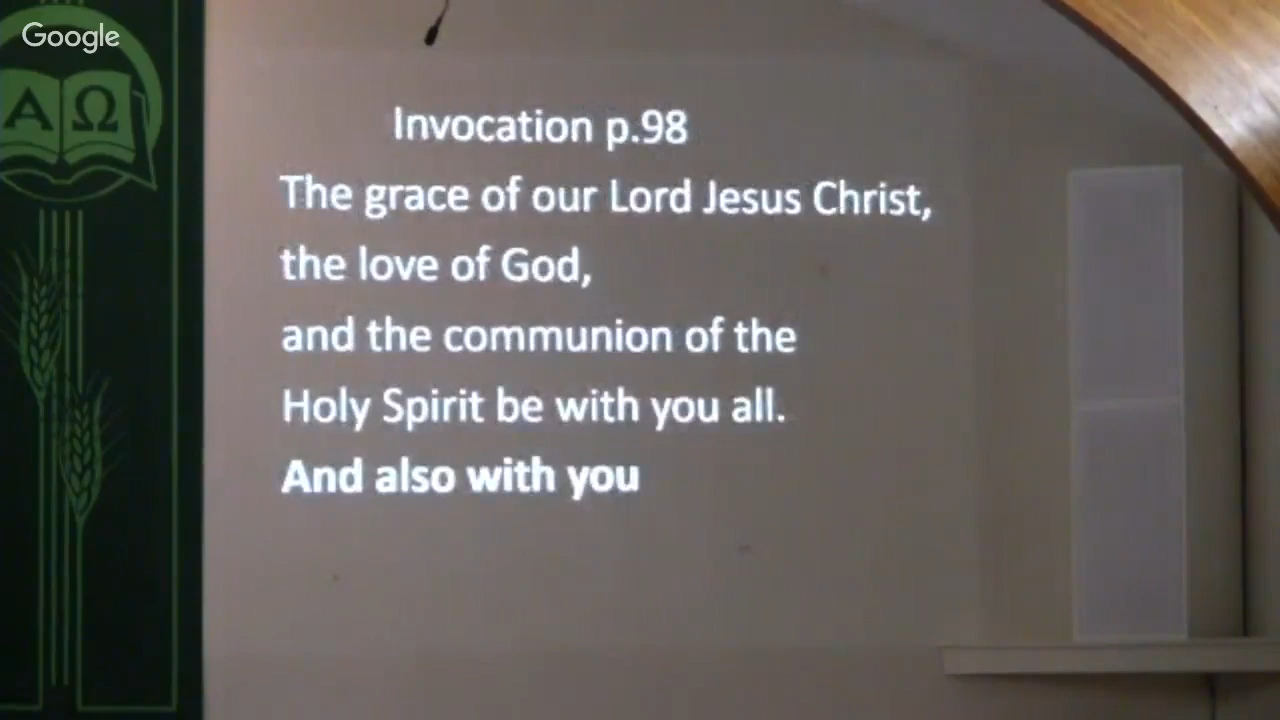 Google
Α Ω
Invocation p.98
The grace of our Lord Jesus Christ,
the love of God,
and the communion of the
Holy Spirit be with you all.
And also with you